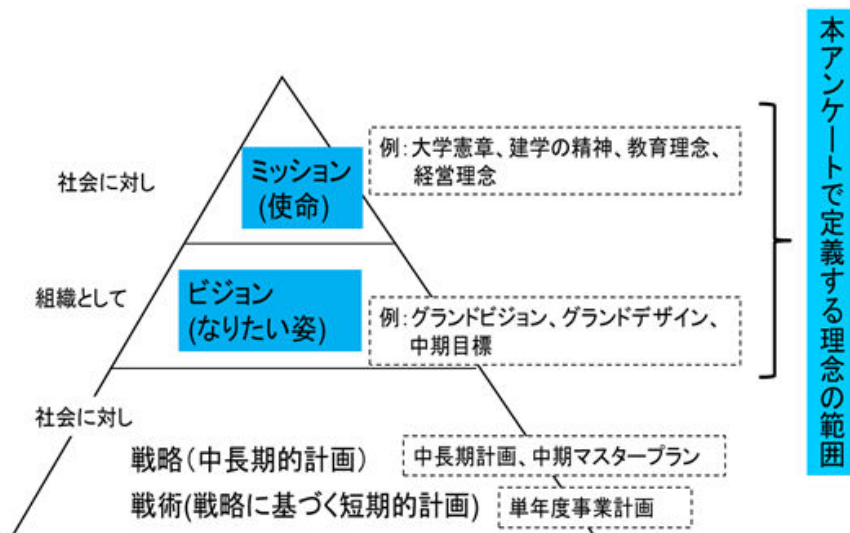 社会に対し
ミッション
(使命)
例:大学憲章、建学の精神、教育理念、
経営理念
組織として
ビジョン
(なりたい姿)
例:グランドビジョン、グランドデザイン、
中期目標
社会に対し
戦略(中長期的計画)
中長期計画、中期マスタープラン
戦術(戦略に基づく短期的計画)
単年度事業計画
本アンケートで定義する理念の範囲